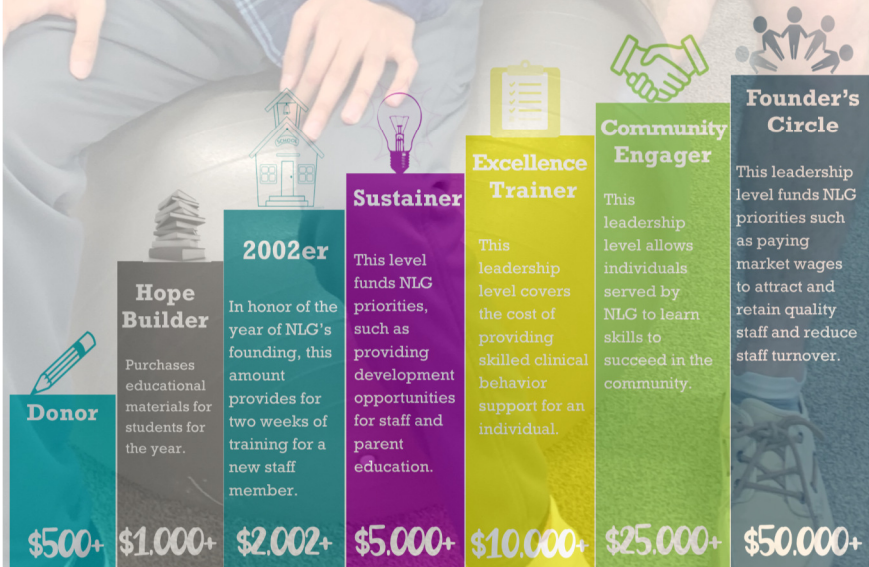 Donor
$500+
Hope
Builder
Purchases
educational
materials for
students for
the year.
$1,000+
2002er
In honor of the
year of NLG's
founding, this
amount
provides for
two weeks of
training for a
new staff
member.
$2,002+
Sustainer
This level
funds NLG
priorities,
such as
providing
development
opportunities
for staff and
parent
education.
$5,000+
Excellence
Trainer
This
leadership
level covers
the cost of
providing
skilled clinical
behavior
support for an
individual.
$10,000+
Community
Engager
This
leadership
level allows
individuals
served by
NLG to learn
skills to
succeed in the
community.
$25,000+
Founder's
Circle
This leadership
level funds NLG
priorities such
as paying
market wages
to attract and
retain quality
staff and reduce
staff turnover.
$50,000+